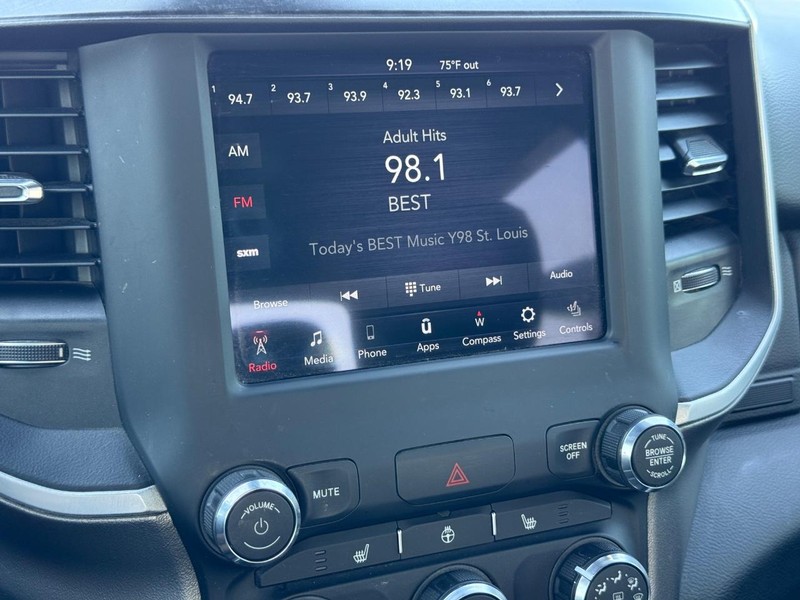 9:19 75°F out
1 94.7 2 93.7 3 93.9 4 92.3 5 93.1 6 93.7
Adult Hits
AM
98.1
FM
BEST
sxm
Today's BEST Music Y98 St. Louis
Browse Tune Audio
Radio Media Phone Apps W Compass Settings Controls
SCREEN OFF
TUNE
BROWSE
ENTER
SCROLL
MUTE
VOLUME